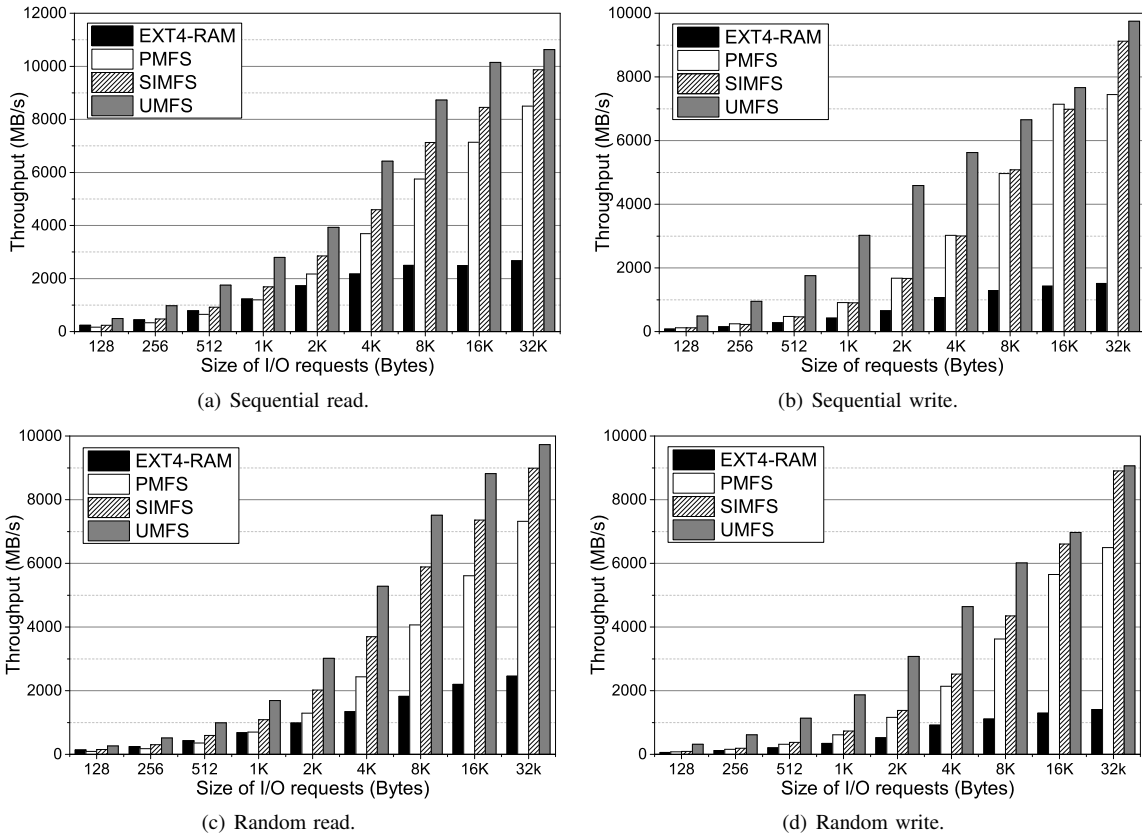 12000
10000
8000
6000
4000
2000
0
Throughput (MB/s)
EXT4-RAM
PMFS
SIMFS
UMFS
128 256 512 1K 2K 4K 8K 16K 32K
Size of I/O requests (Bytes)
(a) Sequential read.
10000
8000
6000
4000
2000
0
Throughput (MB/s)
EXT4-RAM
PMFS
SIMFS
UMFS
128 256 512 1K 2K 4K 8K 16K 32k
Size of requests (Bytes)
(b) Sequential write.
10000
8000
6000
4000
2000
0
Throughput (MB/s)
EXT4-RAM
PMFS
SIMFS
UMFS
128 256 512 1K 2K 4K 8K 16K 32k
Size of I/O requests (Bytes)
(c) Random read.
10000
8000
6000
4000
2000
0
Throughput (MB/s)
EXT4-RAM
PMFS
SIMFS
UMFS
128 256 512 1K 2K 4K 8K 16K 32k
Size of I/O requests (Bytes)
(d) Random write.